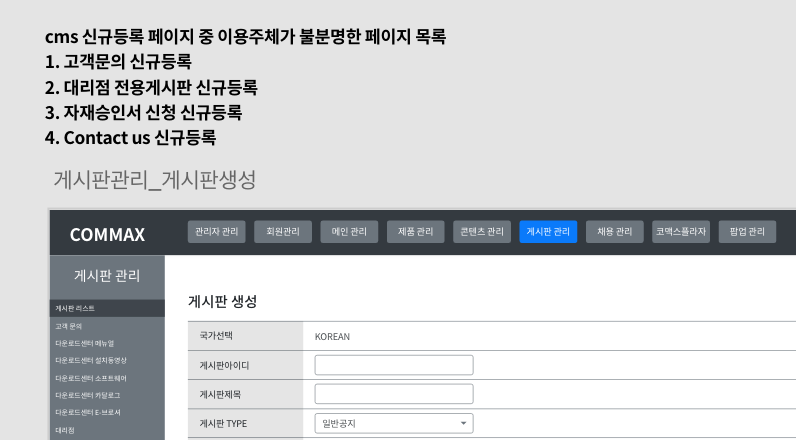 cms 신규등록 페이지 중 이용주체가 불분명한 페이지 목록
1. 고객문의 신규등록
2. 대리점 전용게시판 신규등록
3. 자재승인서 신청 신규등록
4. Contact us 신규등록
게시판관리_게시판생성
COMMAX 관리자 관리 회원관리 메인 관리 제품 관리 콘텐츠 관리 게시판 관리 채용 관리 코맥스플라자 팝업 관리
게시판 관리
게시판 리스트
고객 문의
다운로드센터 메뉴얼
다운로드센터 설치동영상
다운로드센터 소프트웨어
다운로드센터 카달로그
다운로드센터 E-브로셔
대리점
게시판 생성
국가선택 KOREAN
게시판아이디
게시판제목
게시판 TYPE 일반공지